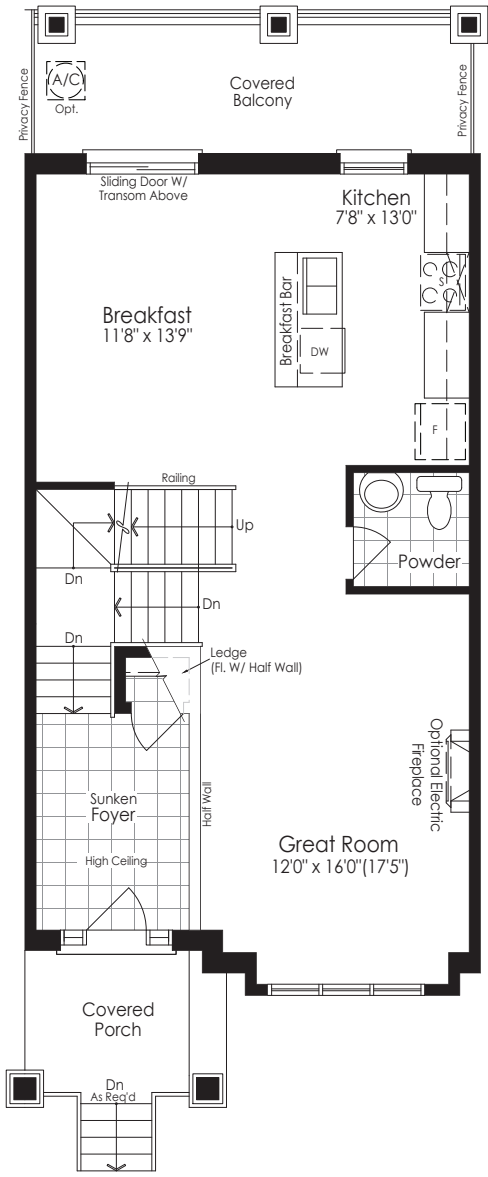 Covered
Balcony
A/C
Opt.
Privacy Fence
Privacy Fence
Sliding Door W/
Transom Above
Kitchen
7'8" x 13'0"
Breakfast
11'8" x 13'9"
Breakfast Bar
DW
ST
F
Railing
Up
Dn
Powder
Dn
Dn
Ledge
(Fl. W/ Half Wall)
Optional Electric
Fireplace
Sunken
Foyer
Half Wall
High Ceiling
Great Room
12'0" x 16'0"(17'5")
Covered
Porch
Dn
As Req'd